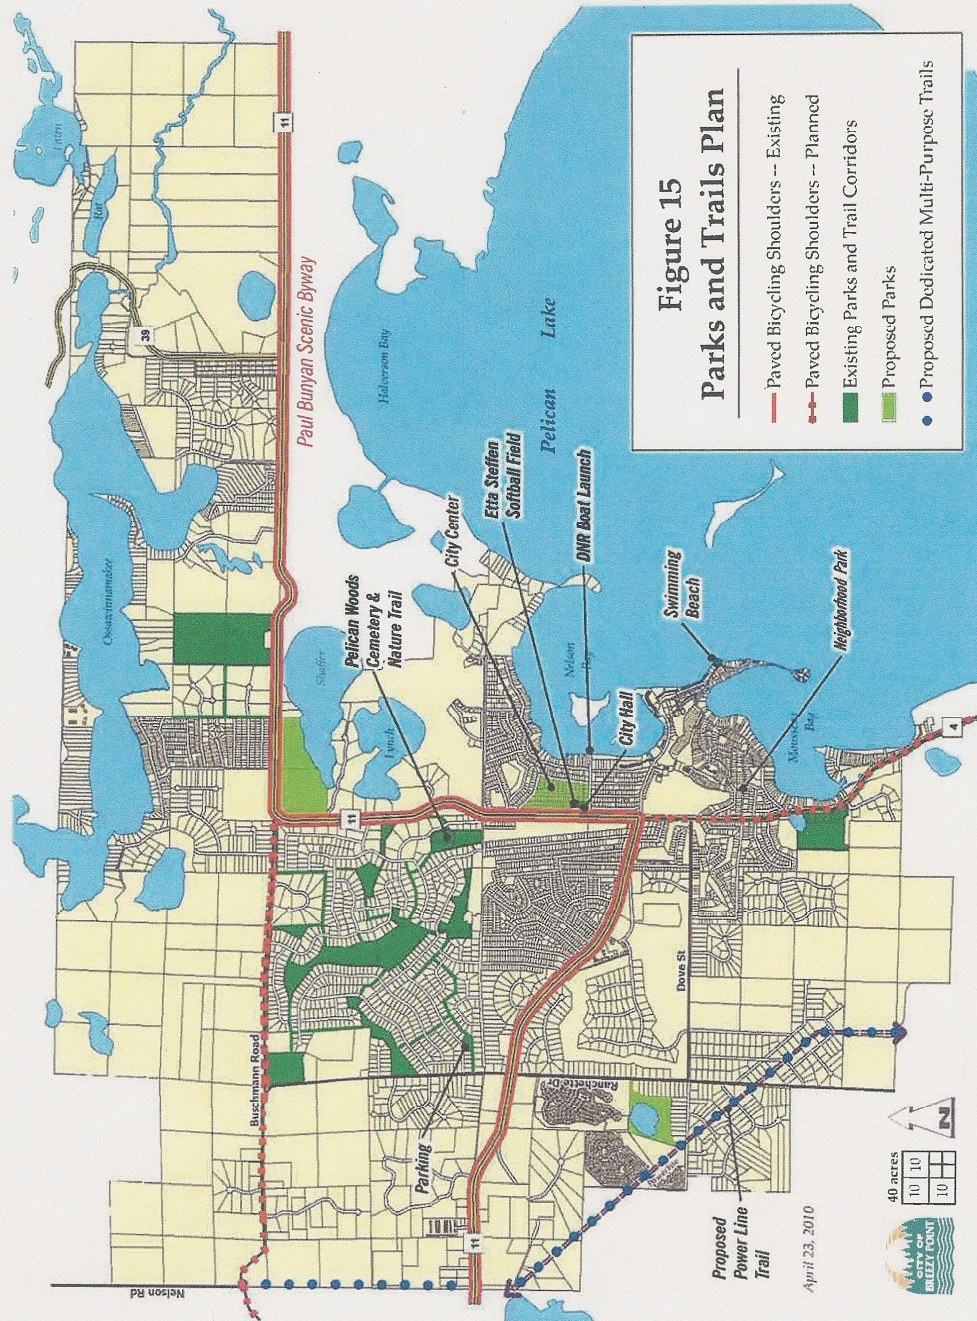 Figure 15
Parks and Trails Plan
Paved Bicycling Shoulders -- Existing
Paved Bicycling Shoulders -- Planned
Existing Parks and Trail Corridors
Proposed Parks
Proposed Dedicated Multi-Purpose Trails
Nelson Rd
Buschmann Road
Ossawinnamakee
39
Rat
11
Paul Bunyan Scenic Byway
11
11
Shaffer
Lynch
Halverson Bay
Pelican Lake
Nelson
Bay
Parking
Pelican Woods
Cemetery &
Nature Trail
City Center
Etta Steffen
Softball Field
DNR Boat Launch
City Hall
Swimming
Beach
Neighborhood Park
Bay
4
Ranchette Dr
Dove St
Proposed
Power Line
Trail
April 23, 2010
CITY OF
BREEZY POINT
40 acres
10 10
10
N